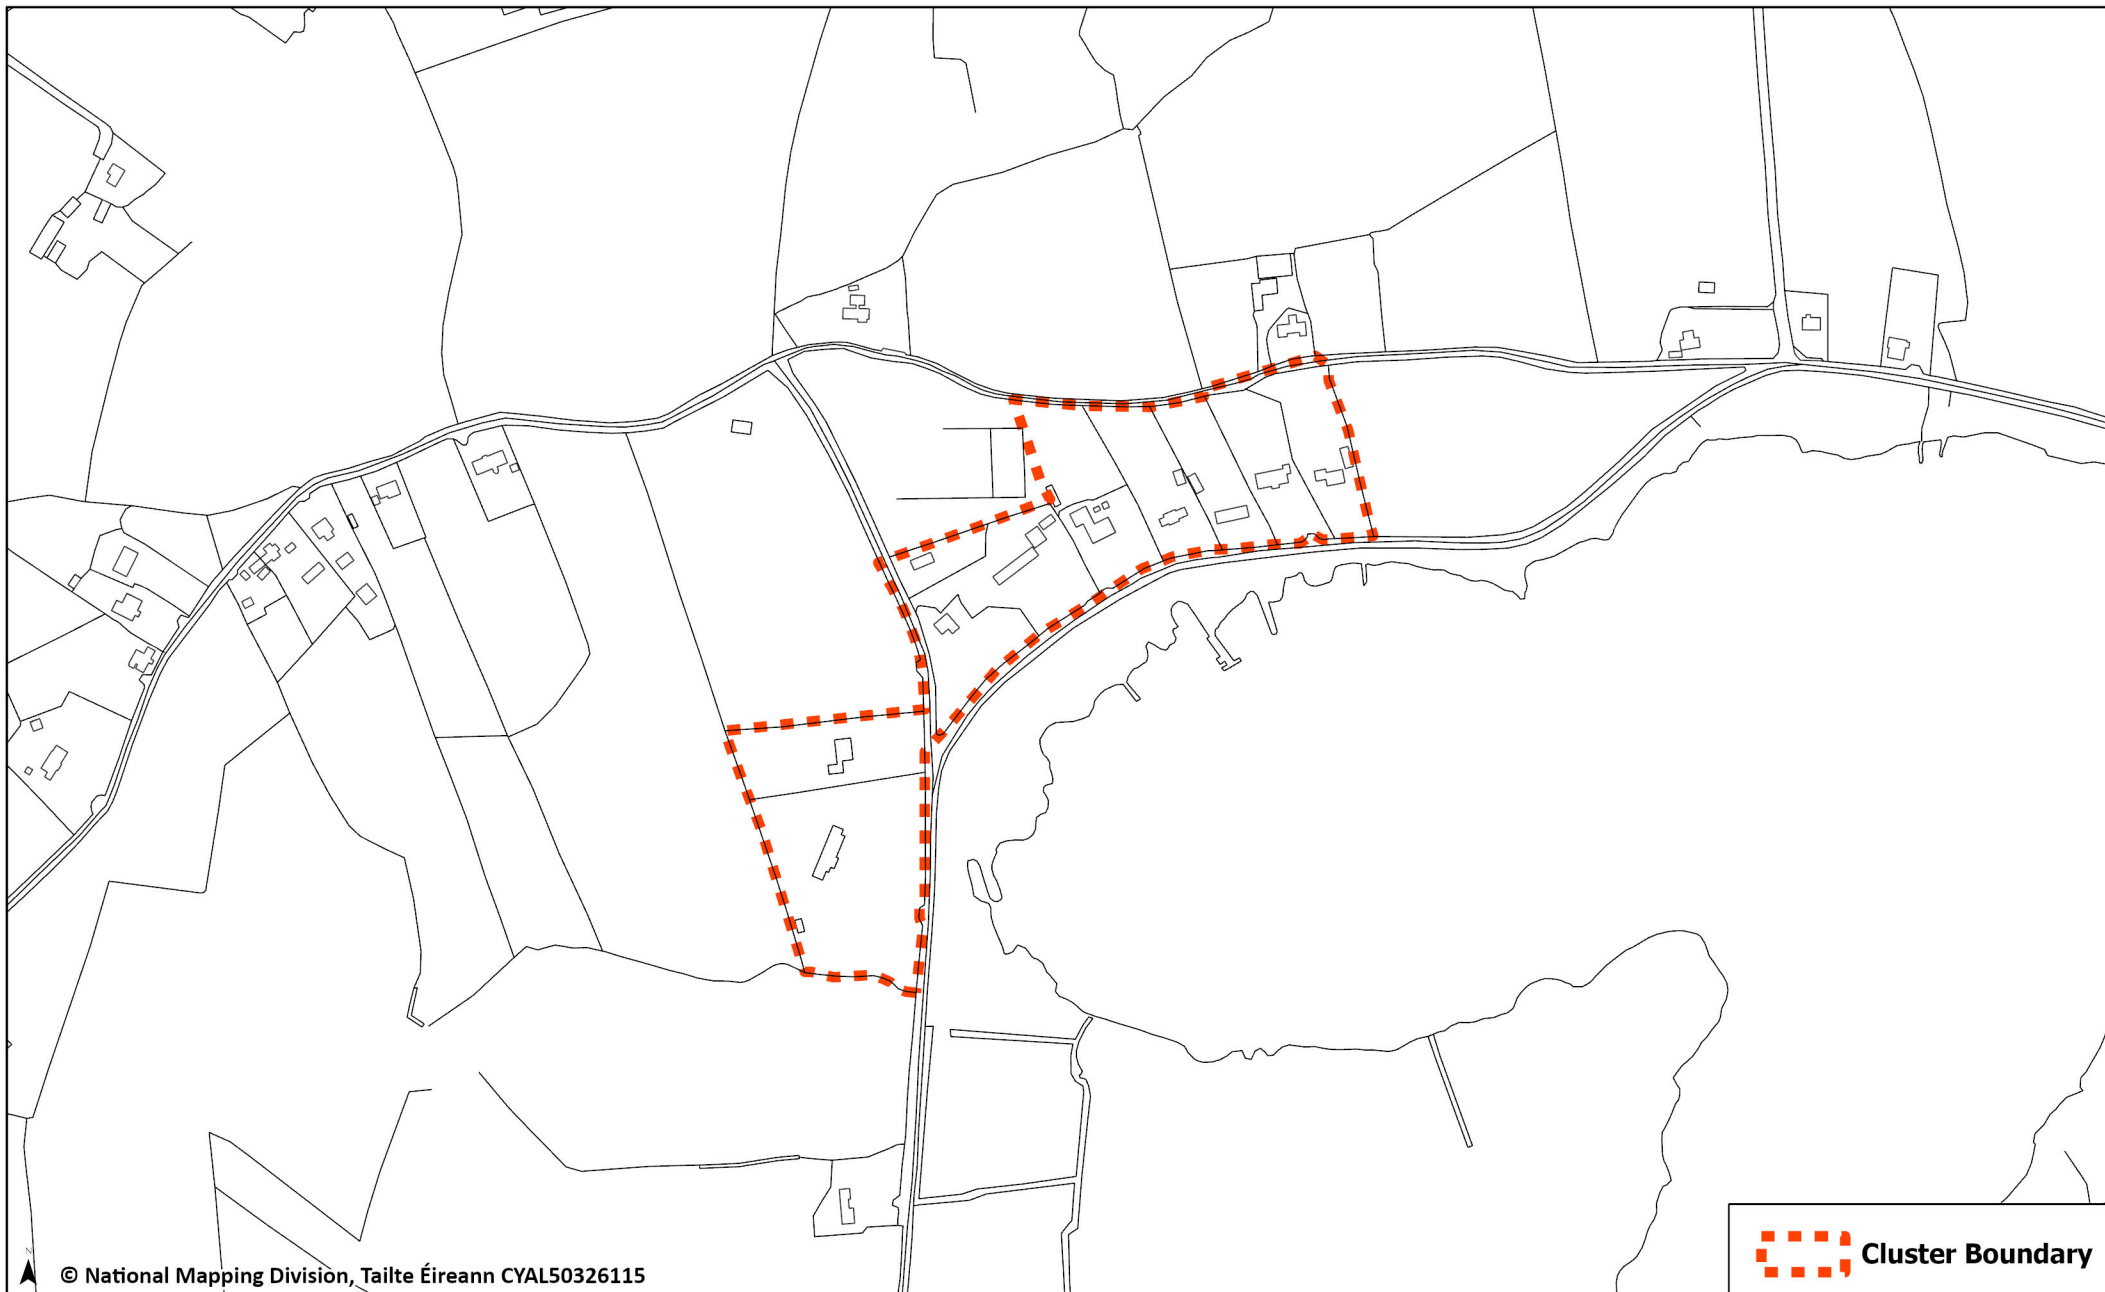 N
© National Mapping Division, Tailte Éireann CYAL50326115
Cluster Boundary